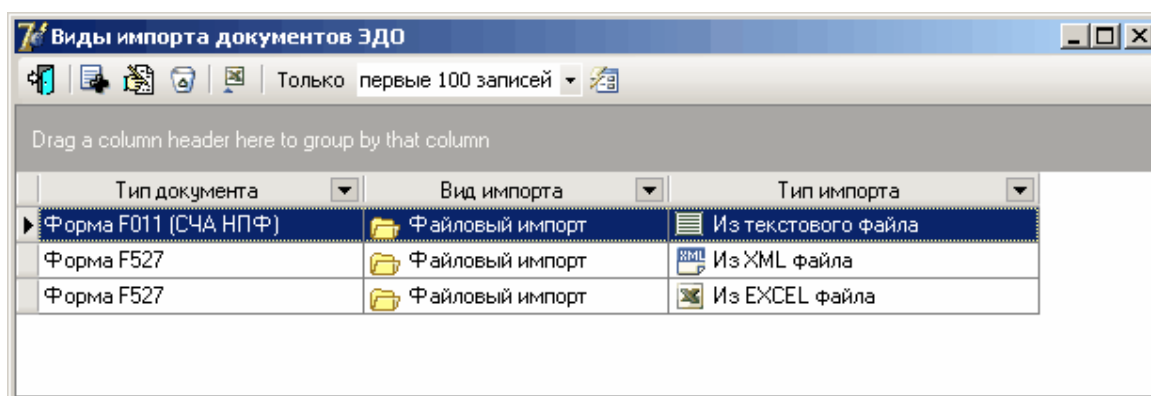 Виды импорта документов ЭДО
Только первые 100 записей
Drag a column header here to group by that column
Тип документа Вид импорта Тип импорта
Форма F011 (СЧА НПФ) Файловый импорт Из текстового файла
Форма F527 Файловый импорт XML Из XML файла
Форма F527 Файловый импорт Из EXCEL файла